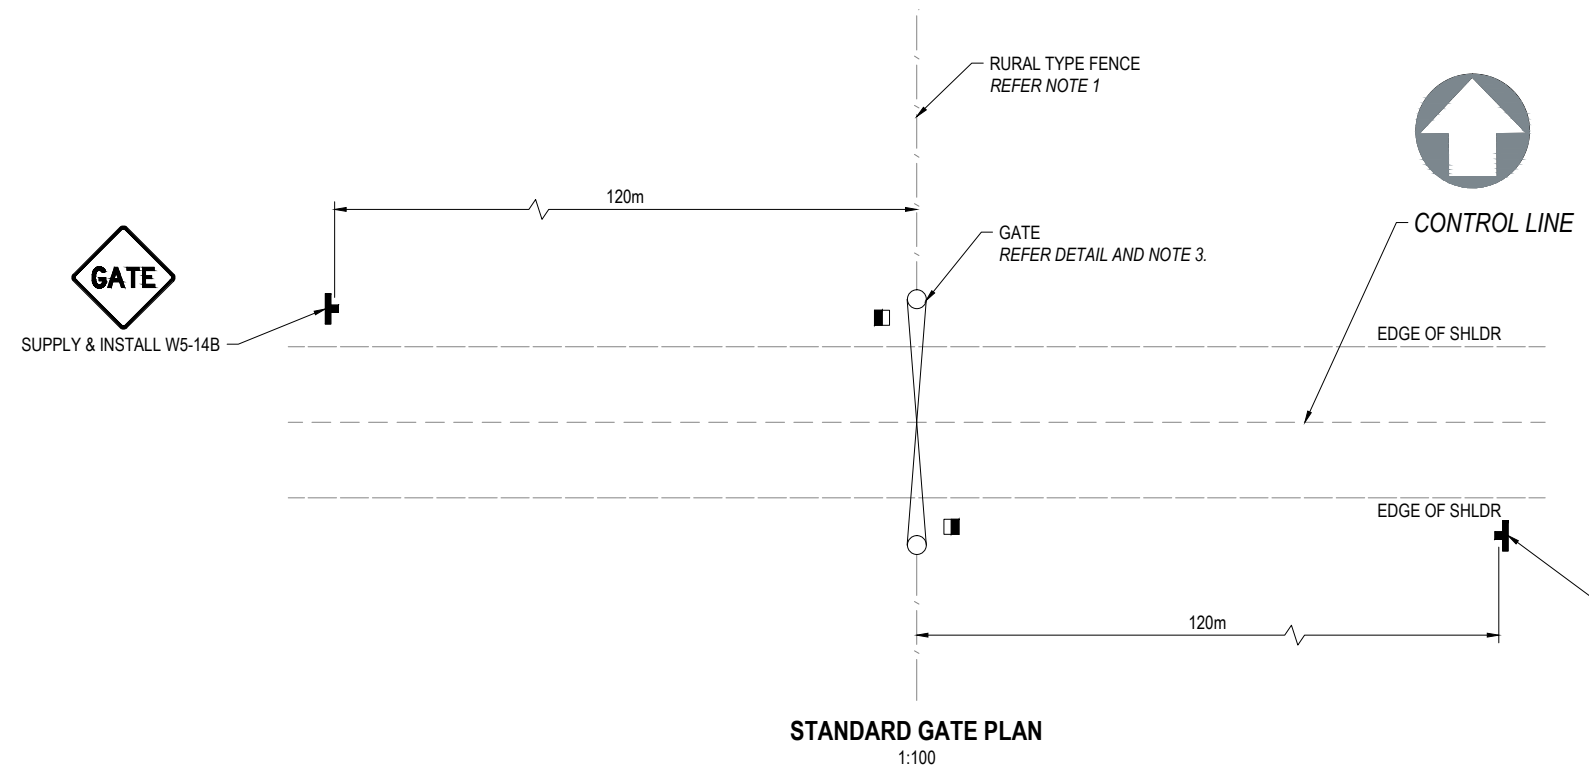 RURAL TYPE FENCE
REFER NOTE 1
120m
CONTROL LINE
GATE
REFER DETAIL AND NOTE 3.
GATE
SUPPLY & INSTALL W5-14B
EDGE OF SHLDR
EDGE OF SHLDR
120m
STANDARD GATE PLAN
1:100